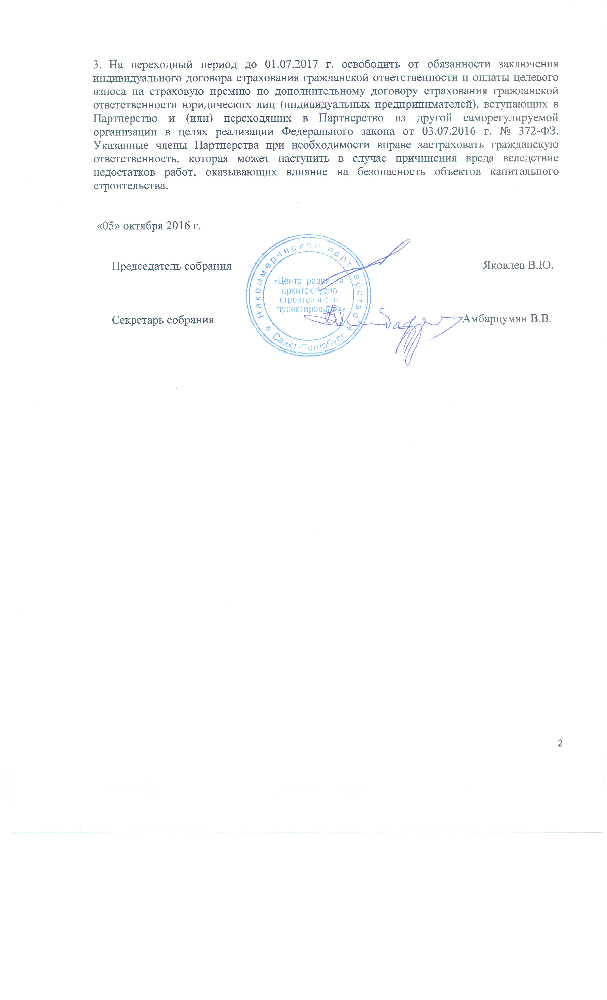 3. На переходный период до 01.07.2017 г. освободить от обязанности заключения
индивидуального договора страхования гражданской ответственности и оплаты целевого
взноса на страховую премию по дополнительному договору страхования гражданской
ответственности юридических лиц (индивидуальных предпринимателей), вступающих в
Партнерство и (или) переходящих в Партнерство из другой саморегулируемой
организации в целях реализации Федерального закона от 03.07.2016 г. № 372-ФЗ.
Указанные члены Партнерства при необходимости вправе застраховать гражданскую
ответственность, которая может наступить в случае причинения вреда вследствие
недостатков работ, оказывающих влияние на безопасность объектов капитального
строительства.
«05» октября 2016 г.
Председатель собрания
Яковлев В.Ю.
Некоммерческое партнерство
«Центр развития
архитектурно
строительного
проектирования»
* Санкт-Петербург *
Секретарь собрания
Амбарцумян В.В.
2